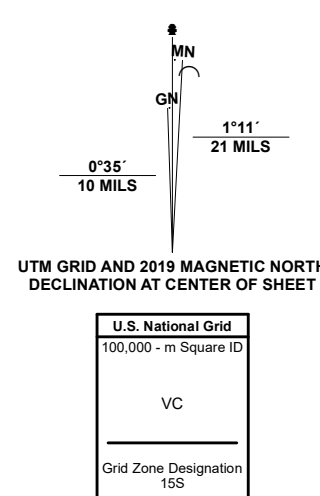 MN
GN
1°11´
21 MILS
0°35´
10 MILS
UTM GRID AND 2019 MAGNETIC NORTH
DECLINATION AT CENTER OF SHEET
U.S. National Grid
100,000 - m Square ID
VC
Grid Zone Designation
15S